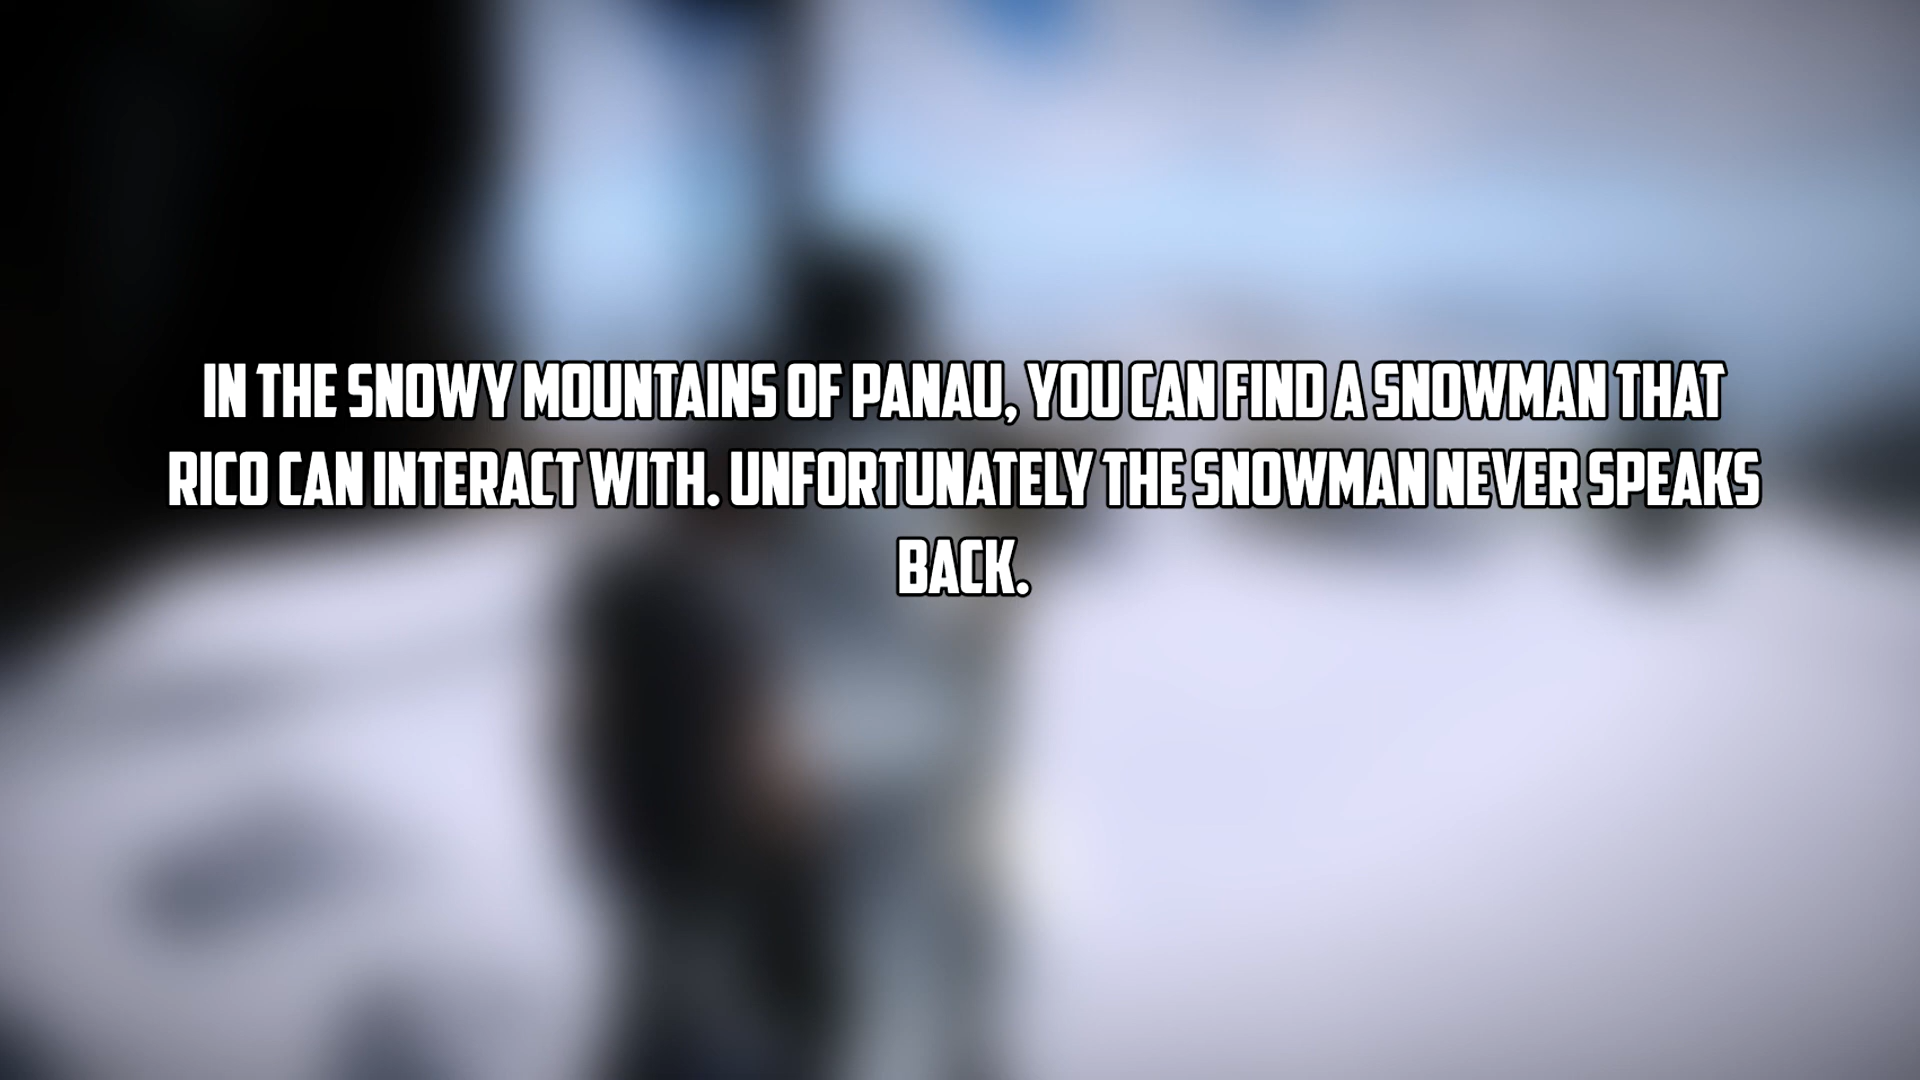 IN THE SNOWY MOUNTAINS OF PANAU, YOU CAN FIND A SNOWMAN THAT
RICO CAN INTERACT WITH. UNFORTUNATELY THE SNOWMAN NEVER SPEAKS
BACK.